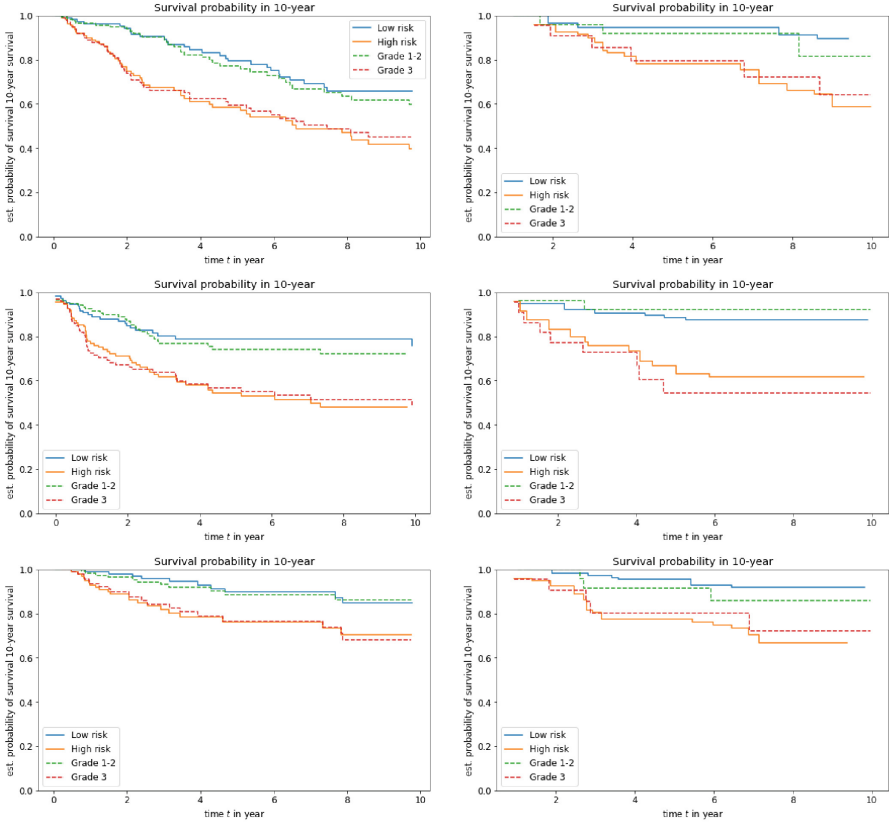 Survival probability in 10-year
est. probability of survival 10-year survival
1.0
0.8
0.6
0.4
0.2
0.0
Low risk
High risk
Grade 1-2
Grade 3
0 2 4 6 8 10
time t in year
Survival probability in 10-year
est. probability of survival 10-year survival
1.0
0.8
0.6
0.4
0.2
0.0
Low risk
High risk
Grade 1-2
Grade 3
2 4 6 8 10
time t in year
Survival probability in 10-year
est. probability of survival 10-year survival
1.0
0.8
0.6
0.4
0.2
0.0
Low risk
High risk
Grade 1-2
Grade 3
0 2 4 6 8 10
time t in year
Survival probability in 10-year
est. probability of survival 10-year survival
1.0
0.8
0.6
0.4
0.2
0.0
Low risk
High risk
Grade 1-2
Grade 3
2 4 6 8 10
time t in year
Survival probability in 10-year
est. probability of survival 10-year survival
1.0
0.8
0.6
0.4
0.2
0.0
Low risk
High risk
Grade 1-2
Grade 3
0 2 4 6 8 10
time t in year
Survival probability in 10-year
est. probability of survival 10-year survival
1.0
0.8
0.6
0.4
0.2
0.0
Low risk
High risk
Grade 1-2
Grade 3
2 4 6 8 10
time t in year